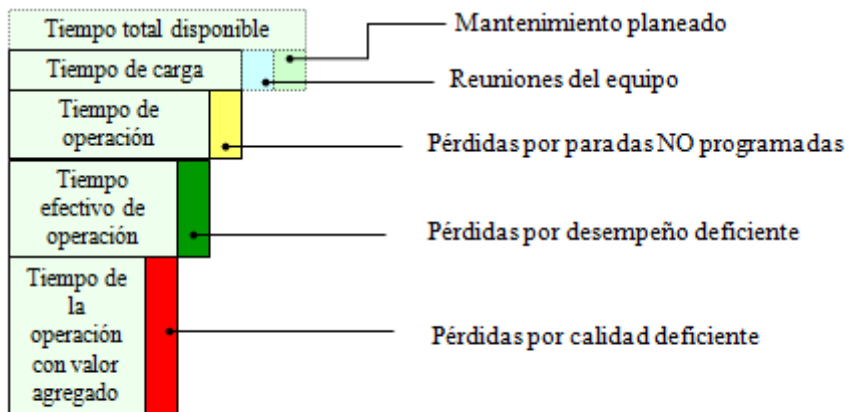 Tiempo total disponible
Mantenimiento planeado
Tiempo de carga
Reuniones del equipo
Tiempo de
operación
Pérdidas por paradas NO programadas
Tiempo
efectivo de
operación
Pérdidas por desempeño deficiente
Tiempo de
la
operación
con valor
agregado
Pérdidas por calidad deficiente